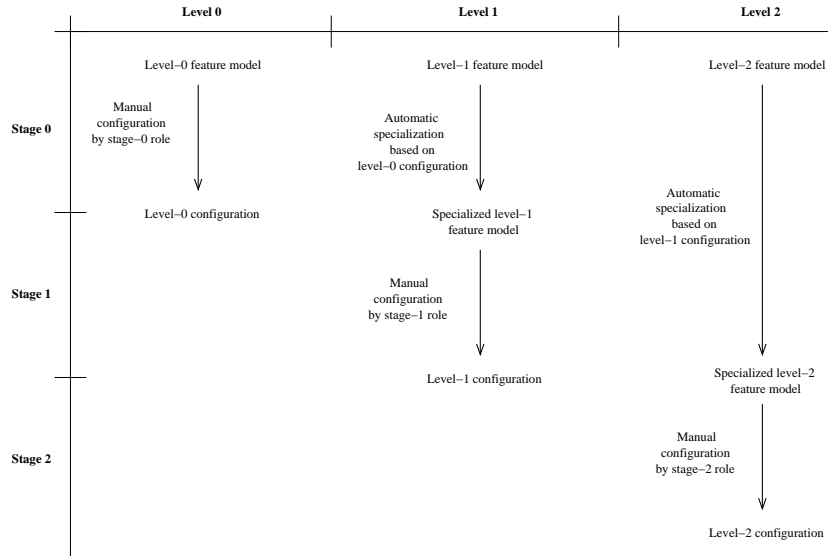 Level 0
Level 1
Level 2
Level−0 feature model
Level−1 feature model
Level−2 feature model
Stage 0
Manual
configuration
by stage−0 role
Automatic
specialization
based on
level−0 configuration
Automatic
specialization
based on
level−1 configuration
Level−0 configuration
Specialized level−1
feature model
Stage 1
Manual
configuration
by stage−1 role
Level−1 configuration
Specialized level−2
feature model
Stage 2
Manual
configuration
by stage−2 role
Level−2 configuration